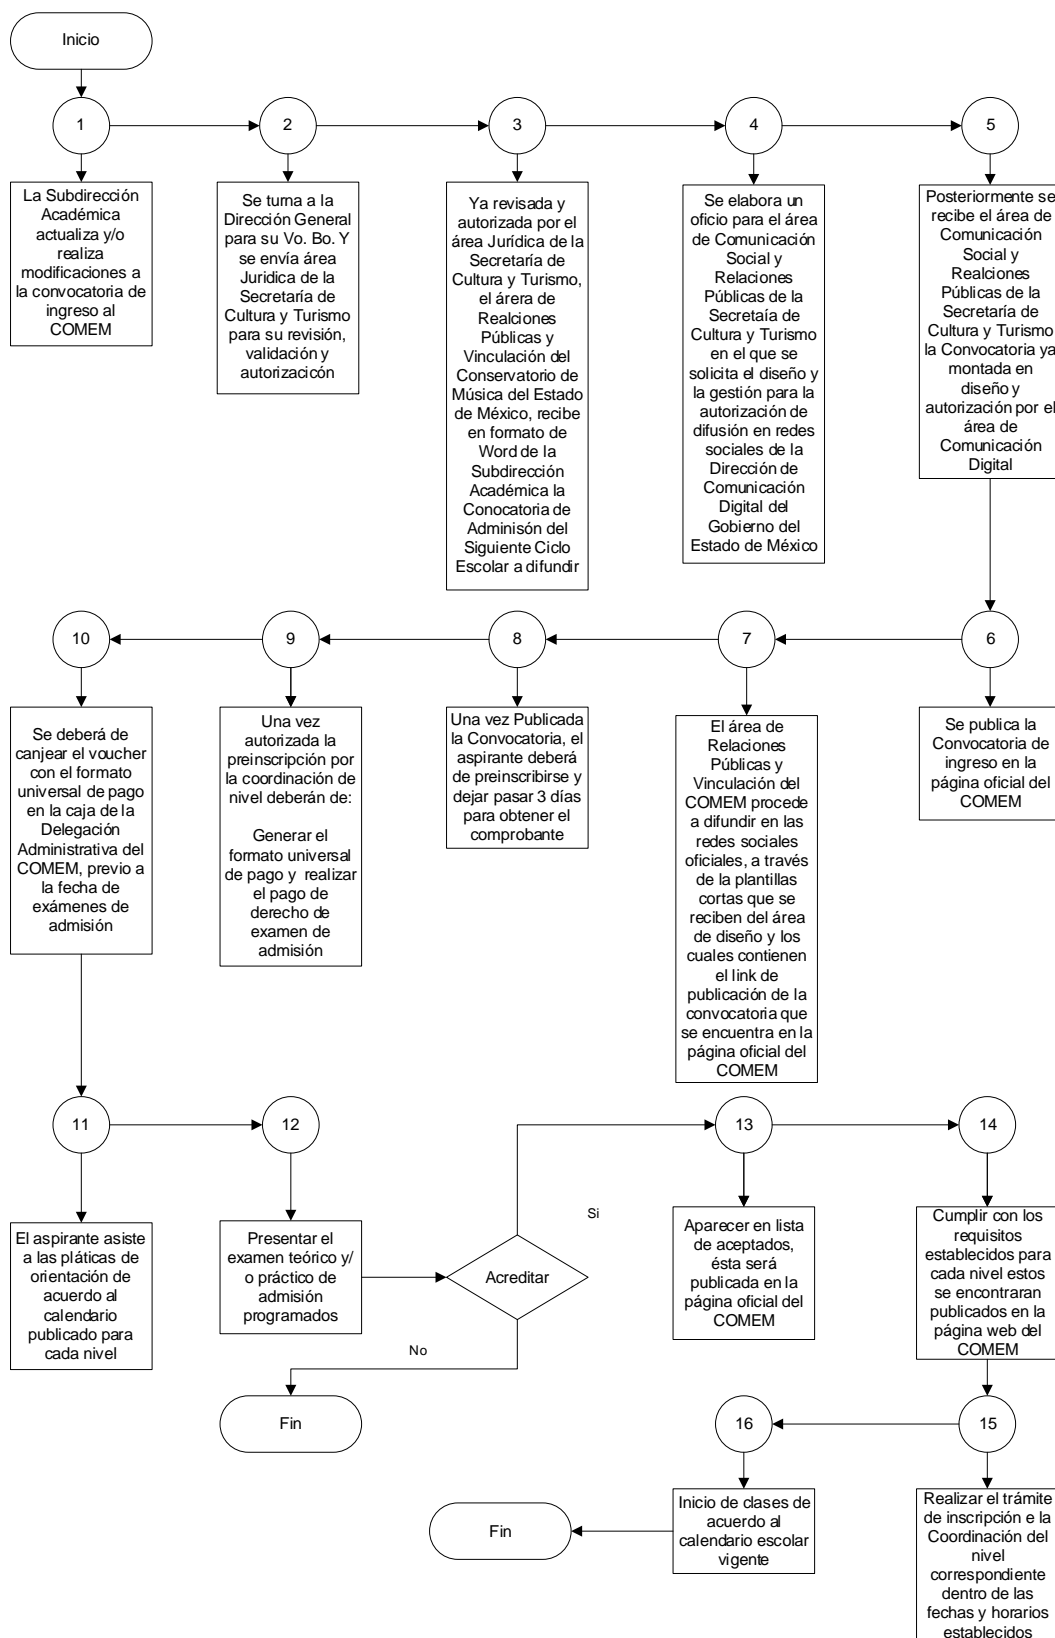 Inicio
1
2
3
4
5
La Subdirección
Académica
actualiza y/o
realiza
modificaciones a
la convocatoria de
ingreso al
COMEM
Se turna a la
Dirección General
para su Vo. Bo. Y
se envía área
Juridica de la
Secretaría de
Cultura y Turismo
para su revisión,
validación y
autorizacicón
Ya revisada y
autorizada por el
área Jurídica de la
Secretaría de
Cultura y Turismo,
el árera de
Realciones
Públicas y
Vinculación del
Conservatorio de
Música del Estado
de México, recibe
en formato de
Word de la
Subdirección
Académica la
Conocatoria de
Adminisón del
Siguiente Ciclo
Escolar a difundir
Se elabora un
oficio para el área
de Comunicación
Social y
Relaciones
Públicas de la
Secretaía de
Cultura y Turismo
en el que se
solicita el diseño y
la gestión para la
autorización de
difusión en redes
sociales de la
Dirección de
Comunicación
Digital del
Gobierno del
Estado de México
Posteriormente se
recibe el área de
Comunicación
Social y
Realciones
Públicas de la
Secretaría de
Cultura y Turismo
la Convocatoria ya
montada en
diseño y
autorización por el
área de
Comunicación
Digital
10
9
8
7
6
Se deberá de
canjear el voucher
con el formato
universal de pago
en la caja de la
Delegación
Administrativa del
COMEM, previo a
la fecha de
exámenes de
admisión
Una vez
autorizada la
preinscripción por
la coordinación de
nivel deberán de:
Generar el
formato universal
de pago y realizar
el pago de
derecho de
examen de
admisión
Una vez Publicada
la Convocatoria, el
aspirante deberá
de preinscribirse y
dejar pasar 3 días
para obtener el
comprobante
El área de
Relaciones
Públicas y
Vinculación del
COMEM procede
a difundir en las
redes sociales
oficiales, a través
de la plantillas
cortas que se
reciben del área
de diseño y los
cuales contienen
el link de
publicación de la
convocatoria que
se encuentra en la
página oficial del
COMEM
Se publica la
Convocatoria de
ingreso en la
página oficial del
COMEM
11
12
13
14
El aspirante asiste
a las pláticas de
orientación de
acuerdo al
calendario
publicado para
cada nivel
Presentar el
examen teórico y/
o práctico de
admisión
programados
Acreditar
Si
No
Fin
Aparecer en lista
de aceptados,
ésta será
publicada en la
página oficial del
COMEM
Cumplir con los
requisitos
establecidos para
cada nivel estos
se encontraran
publicados en la
página web del
COMEM
16
15
Fin
Inicio de clases de
acuerdo al
calendario escolar
vigente
Realizar el trámite
de inscripción e la
Coordinación del
nivel
correspondiente
dentro de las
fechas y horarios
establecidos